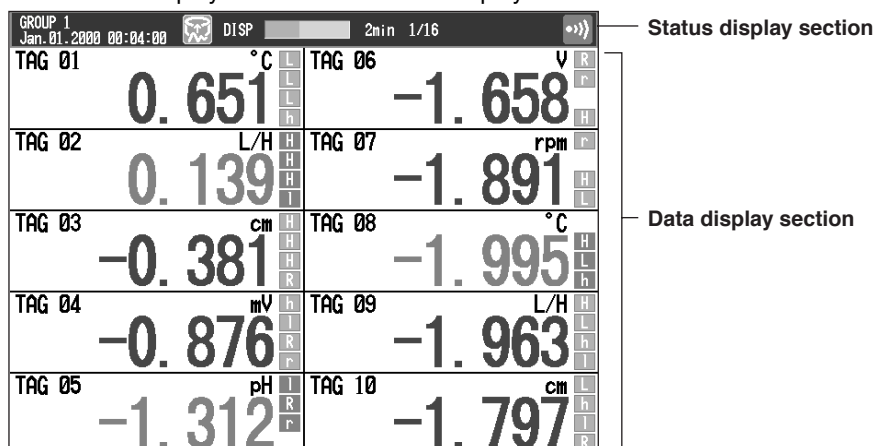 GROUP 1
Jan.01.2000 00:04:00 DISP 2min 1/16
Status display section
TAG 01 °C L
L
L
h
0.651
TAG 06 V R
r
H
-1.658
TAG 02 L/H H
H
H
l
0.139
TAG 07 rpm r
H
L
-1.891
Data display section
TAG 03 cm H
H
H
R
-0.381
TAG 08 °C
H
L
h
-1.995
TAG 04 mV h
l
R
r
-0.876
TAG 09 L/H H
L
h
l
-1.963
TAG 05 pH l
R
r
-1.312
TAG 10 cm L
h
l
R
-1.797